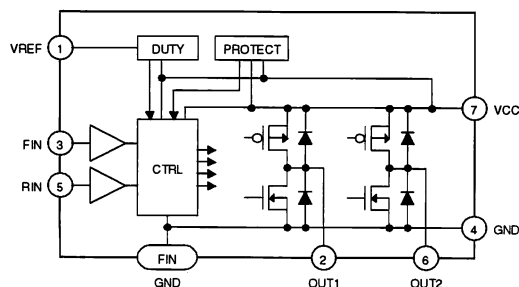 DUTY PROTECT
VREF 1
7 VCC
FIN 3
CTRL
RIN 5
4 GND
FIN 2 6
GND OUT1 OUT2